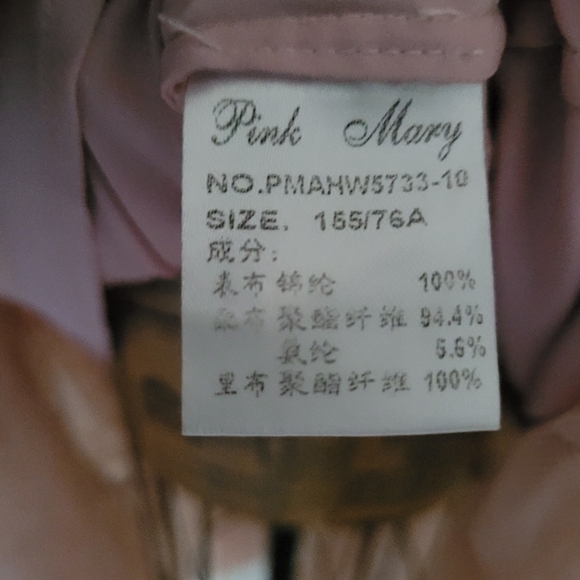 Pink Mary
NO.PMAHW5733-10
SIZE. 155/76A
成分:
表布 锦纶 100%
布 聚酯纤维 94.4%
氨纶 5.6%
里布 聚酯纤维 100%